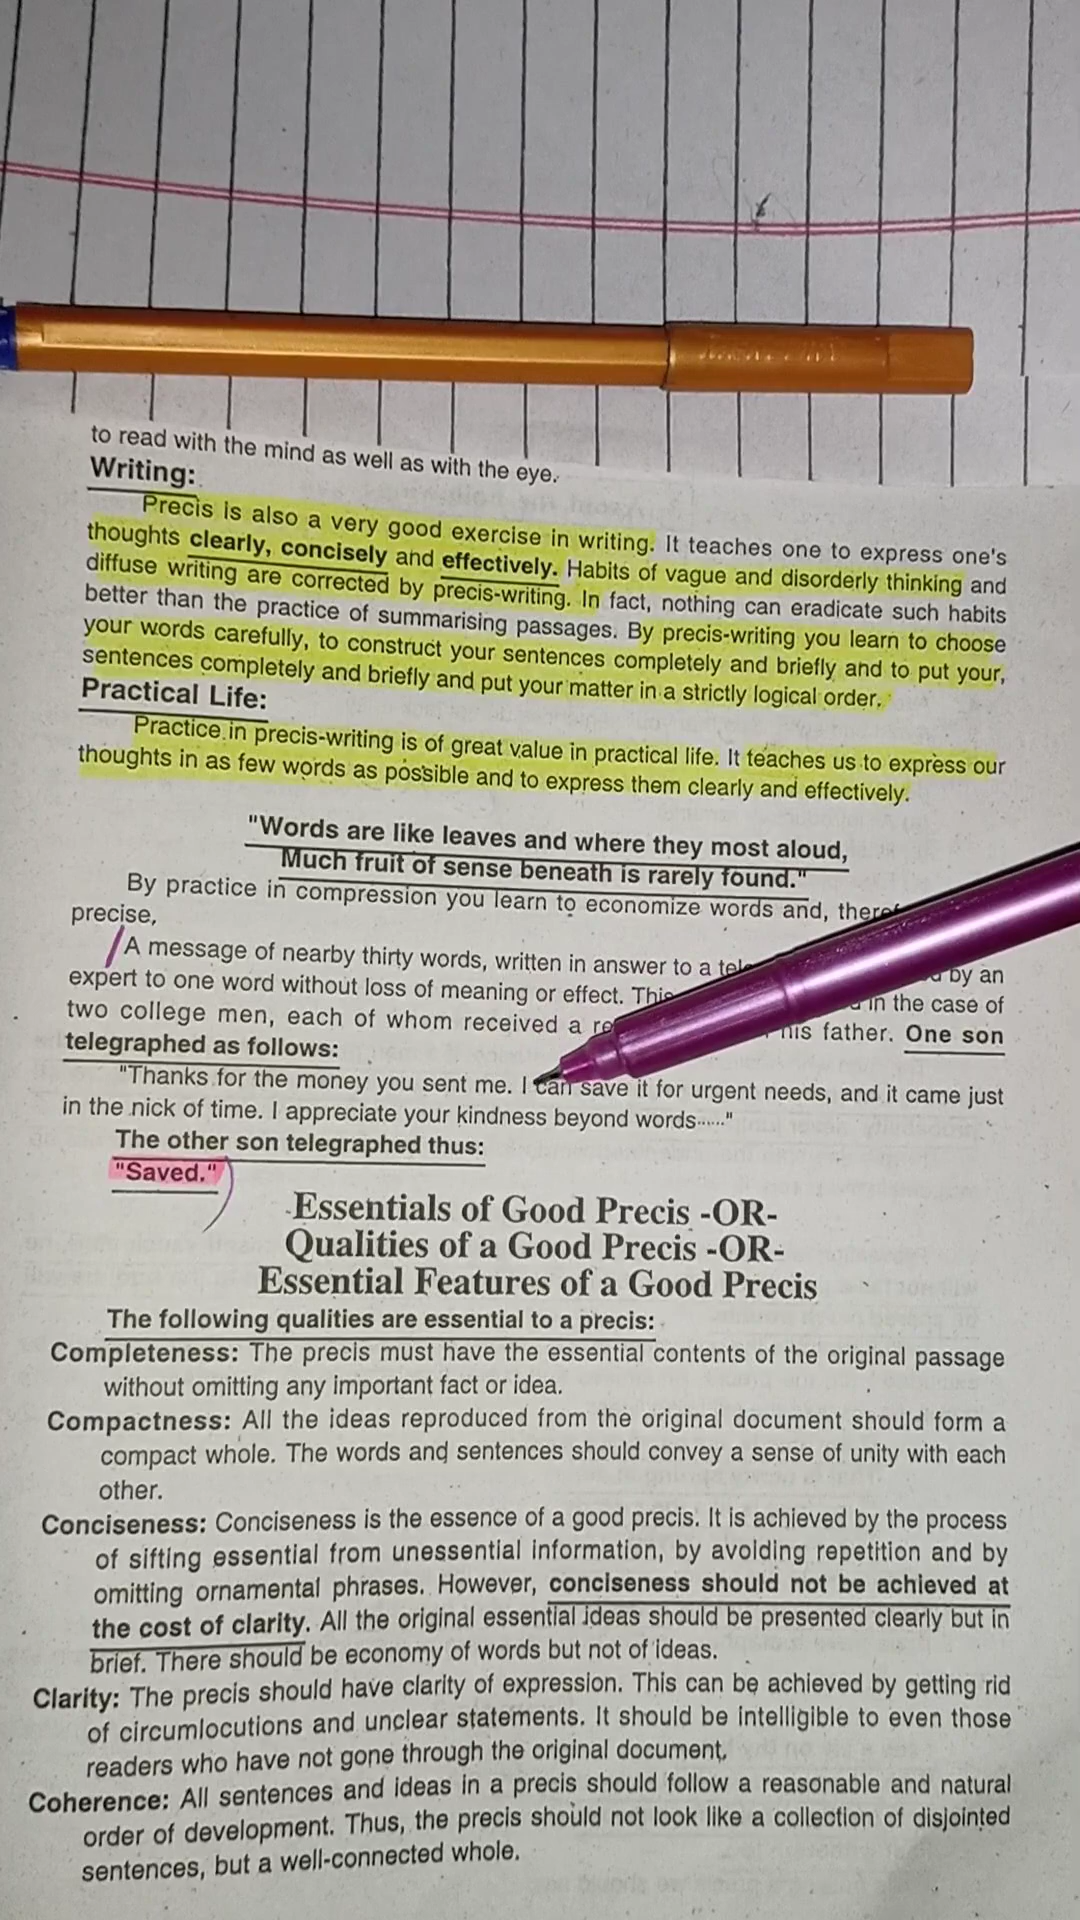 to read with the mind as well as with the eye.
Writing:
Precis is also a very good exercise in writing. It teaches one to express one's
thoughts clearly, concisely and effectively. Habits of vague and disorderly thinking and
diffuse writing are corrected by precis-writing. In fact, nothing can eradicate such habits
better than the practice of summarising passages. By precis-writing you learn to choose
your words carefully, to construct your sentences completely and briefly and to put your,
sentences completely and briefly and put your matter in a strictly logical order.
Practical Life:
Practice in precis-writing is of great value in practical life. It teaches us to express our
thoughts in as few words as possible and to express them clearly and effectively.
"Words are like leaves and where they most aloud,
Much fruit of sense beneath is rarely found."
By practice in compression you learn to economize words and,
precise,
A message of nearby thirty words, written in answer to a by an
expert to one word without loss of meaning or effect. This in the case of
two college men, each of whom received a his father. One son
telegraphed as follows:
"Thanks for the money you sent me. I can save it for urgent needs, and it came just
in the nick of time. I appreciate your kindness beyond words......"
The other son telegraphed thus:
"Saved."
Essentials of Good Precis -OR-
Qualities of a Good Precis -OR-
Essential Features of a Good Precis
The following qualities are essential to a precis:
Completeness: The precis must have the essential contents of the original passage
without omitting any important fact or idea.
Compactness: All the ideas reproduced from the original document should form a
compact whole. The words and sentences should convey a sense of unity with each
other.
Conciseness: Conciseness is the essence of a good precis. It is achieved by the process
of sifting essential from unessential information, by avoiding repetition and by
omitting ornamental phrases. However, conciseness should not be achieved at
the cost of clarity. All the original essential ideas should be presented clearly but in
brief. There should be economy of words but not of ideas.
Clarity: The precis should have clarity of expression. This can be achieved by getting rid
of circumlocutions and unclear statements. It should be intelligible to even those
readers who have not gone through the original document.
Coherence: All sentences and ideas in a precis should follow a reasonable and natural
order of development. Thus, the precis should not look like a collection of disjointed
sentences, but a well-connected whole.